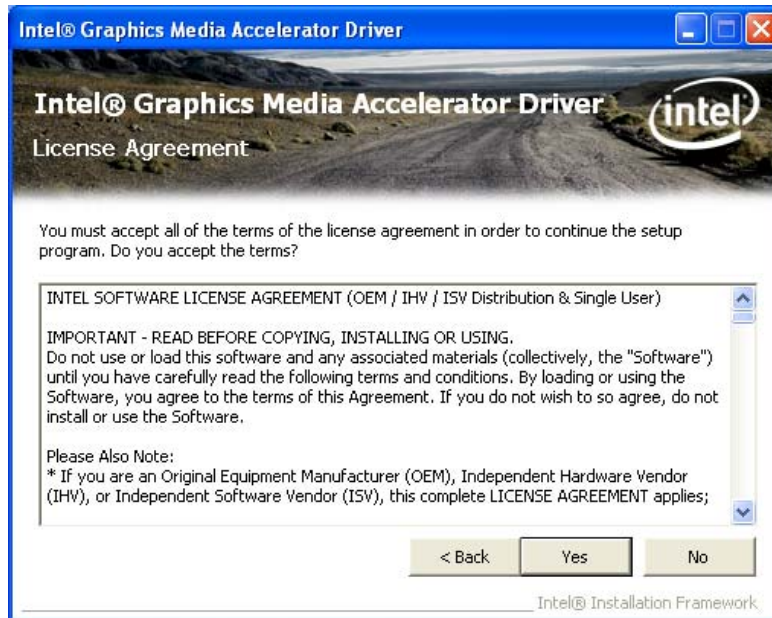 Intel® Graphics Media Accelerator Driver
Intel® Graphics Media Accelerator Driver
intel
License Agreement
You must accept all of the terms of the license agreement in order to continue the setup
program. Do you accept the terms?
INTEL SOFTWARE LICENSE AGREEMENT (OEM / IHV / ISV Distribution & Single User)
IMPORTANT - READ BEFORE COPYING, INSTALLING OR USING.
Do not use or load this software and any associated materials (collectively, the "Software")
until you have carefully read the following terms and conditions. By loading or using the
Software, you agree to the terms of this Agreement. If you do not wish to so agree, do not
install or use the Software.
Please Also Note:
* If you are an Original Equipment Manufacturer (OEM), Independent Hardware Vendor
(IHV), or Independent Software Vendor (ISV), this complete LICENSE AGREEMENT applies;
< Back Yes No
Intel® Installation Framework